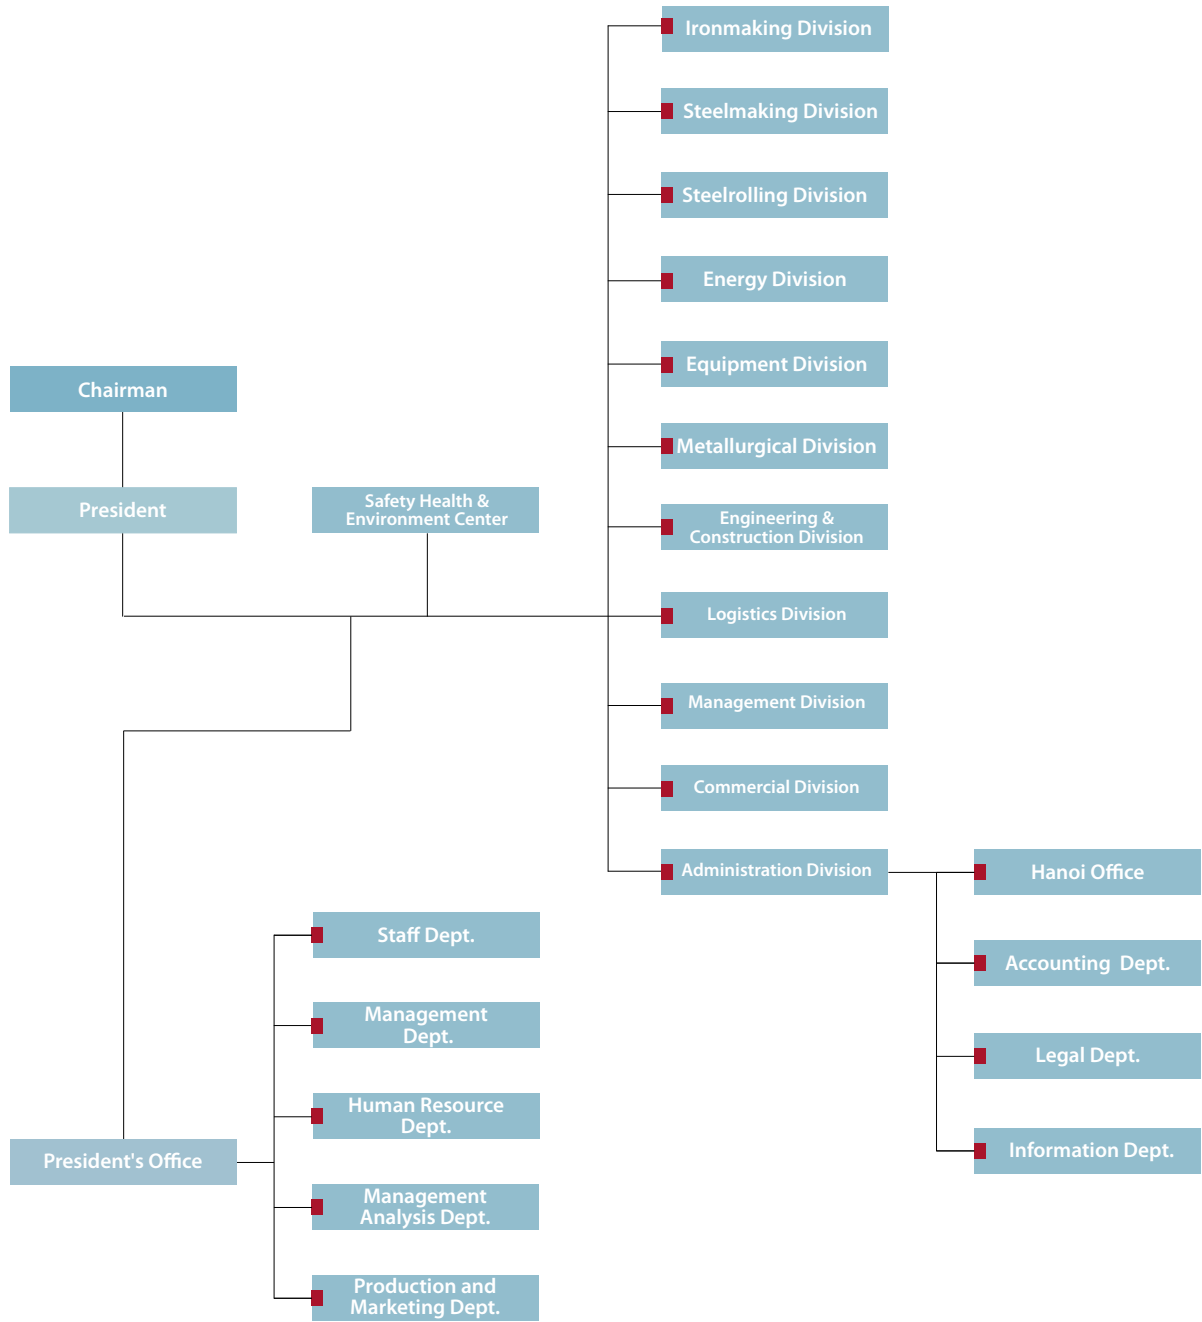 Ironmaking Division
Steelmaking Division
Steelrolling Division
Energy Division
Equipment Division
Chairman
Metallurgical Division
President
Safety Health &
Environment Center
Engineering &
Construction Division
Logistics Division
Management Division
Commercial Division
Administration Division
Hanoi Office
Staff Dept.
Accounting Dept.
Management
Dept.
Legal Dept.
Human Resource
Dept.
President's Office
Information Dept.
Management
Analysis Dept.
Production and
Marketing Dept.